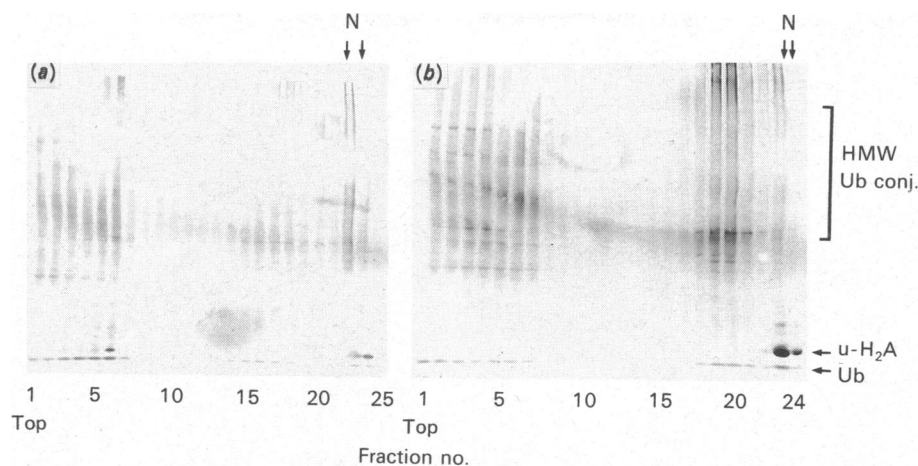 N
N
(a)
(b)
HMW
Ub conj.
u-H₂A
Ub
1 5 10 15 20 25
Top
1 5 10 15 20 24
Top
Fraction no.